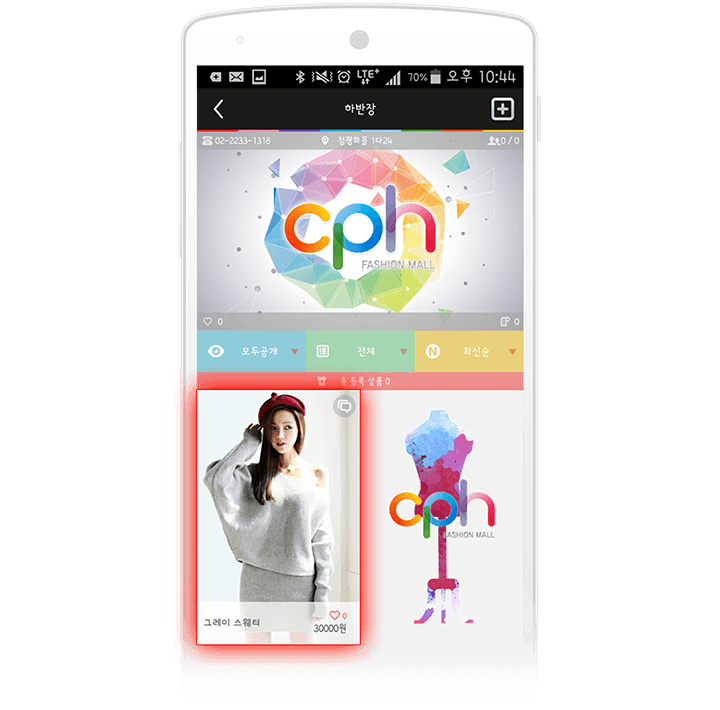 LTE+ 70% 오후 10:44
하반장
02-2233-1318 청평화몰 1다24 0 / 0
cph
FASHION MALL
0 0
모두공개 ▼ 전체 ▼ N 최신순 ▼
총 등록 상품 0
cph
FASHION MALL
0
그레이 스웨터
30000원